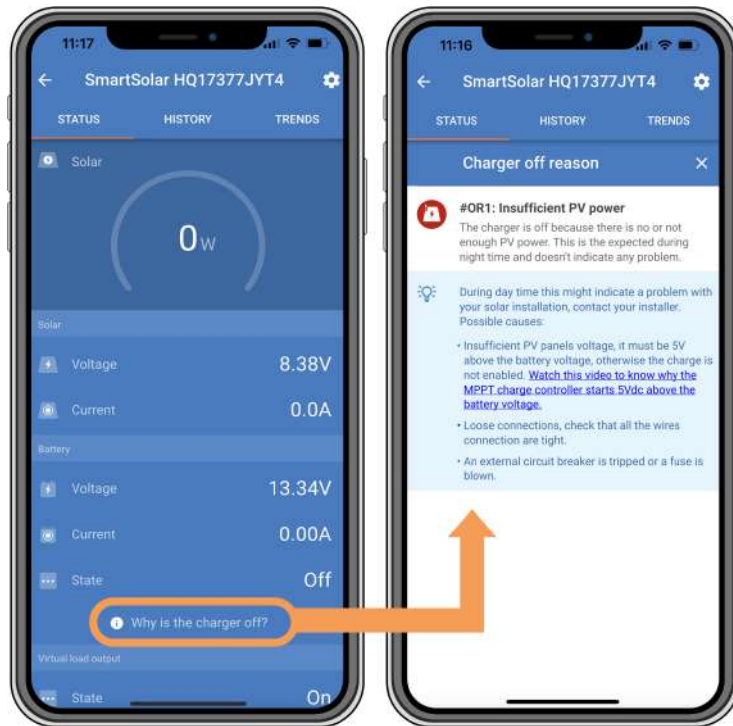 11:17
SmartSolar HQ17377JYT4
STATUS HISTORY TRENDS
Solar
0W
Solar
Voltage 8.38V
Current 0.0A
Battery
Voltage 13.34V
Current 0.00A
State Off
Why is the charger off?
Virtual load output
State On
11:16
SmartSolar HQ17377JYT4
STATUS HISTORY TRENDS
Charger off reason
#OR1: Insufficient PV power
The charger is off because there is no or not
enough PV power. This is the expected during
night time and doesn't indicate any problem.
During day time this might indicate a problem with
your solar installation, contact your installer.
Possible causes:
• Insufficient PV panels voltage, it must be 5V
above the battery voltage, otherwise the charge is
not enabled. Watch this video to know why the
MPPT charge controller starts 5Vdc above the
battery voltage.
• Loose connections, check that all the wires
connection are tight.
• An external circuit breaker is tripped or a fuse is
blown.